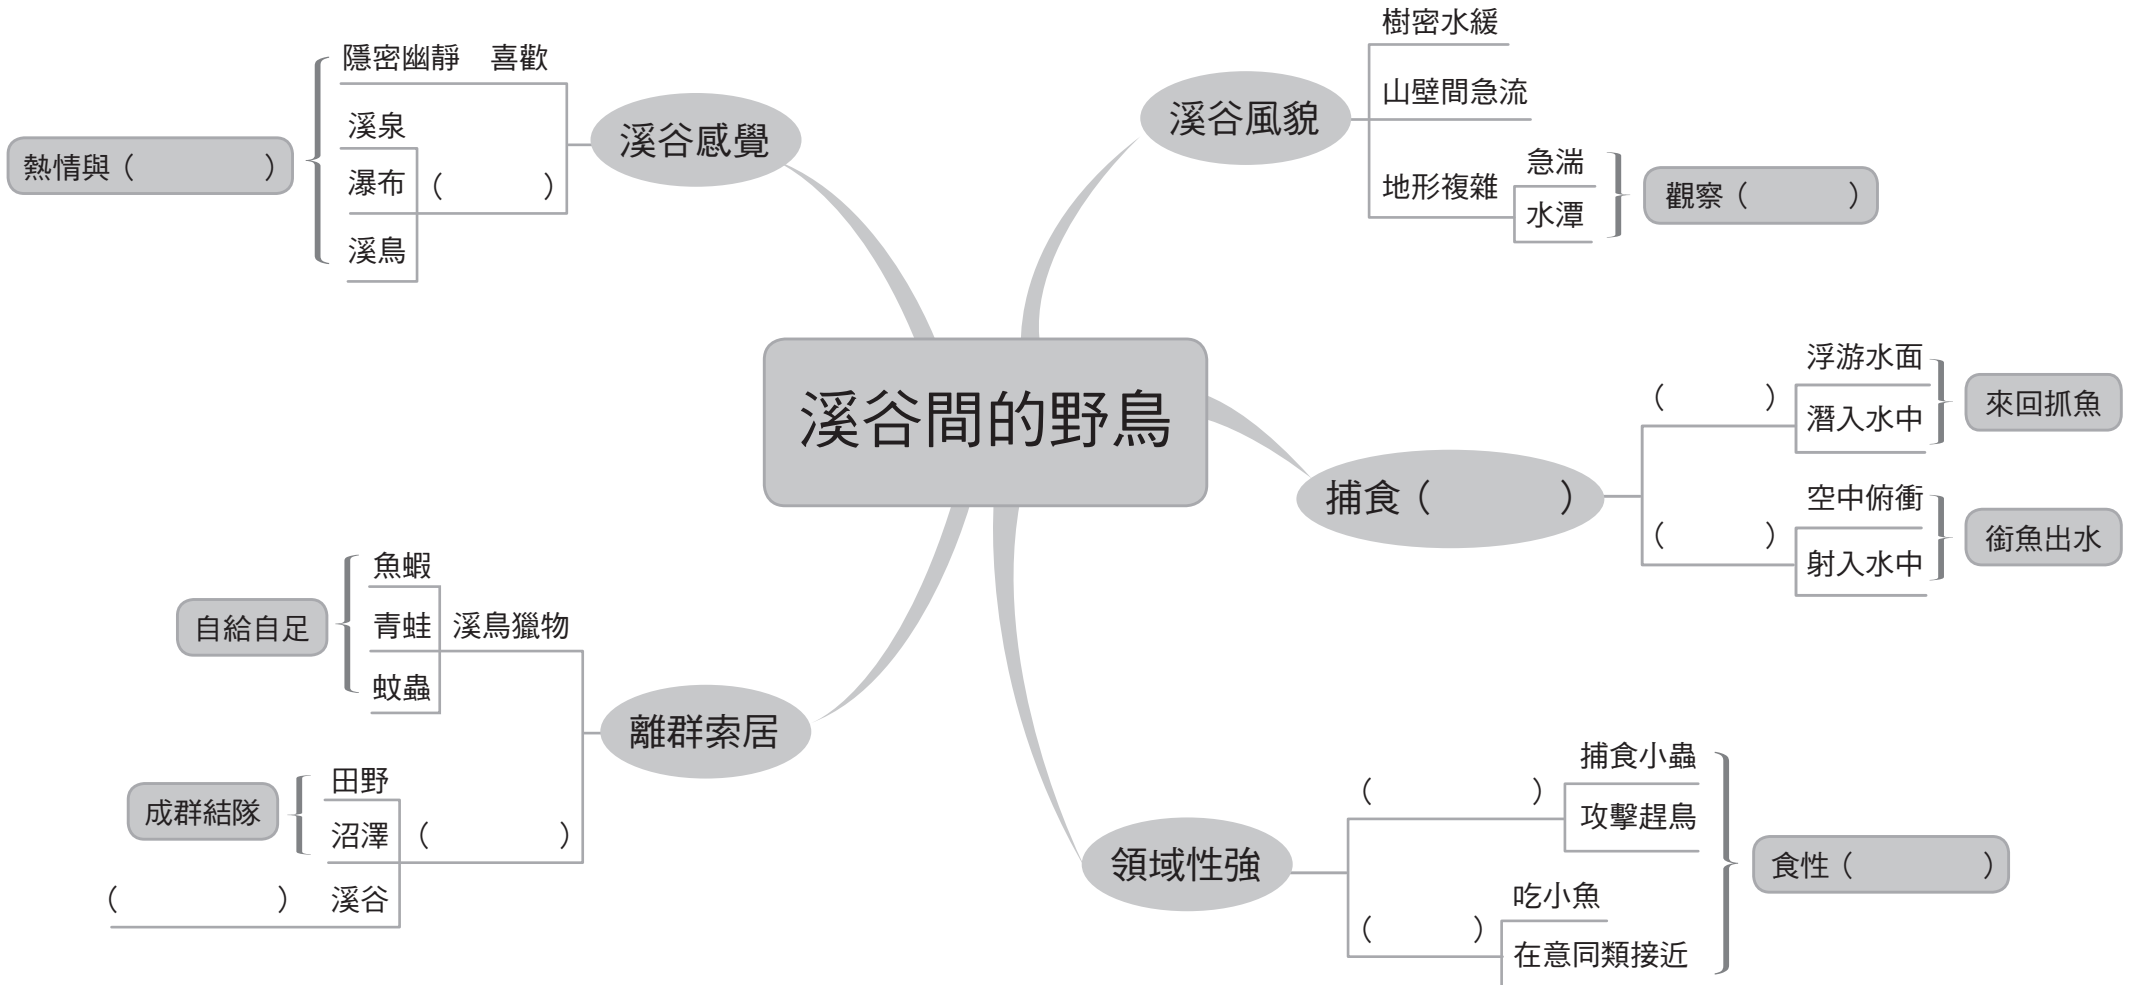 溪谷間的野鳥
溪谷風貌
樹密水緩
山壁間急流
地形複雜
急湍
水潭
觀察（　　　）
捕食（　　　）
（　　　）
浮游水面
潛入水中
來回抓魚
（　　　）
空中俯衝
射入水中
銜魚出水
領域性強
（　　　　）
捕食小蟲
攻擊趕鳥
（　　　）
吃小魚
在意同類接近
食性（　　　　）
離群索居
溪鳥獵物
魚蝦
青蛙
蚊蟲
自給自足
（　　　　）
田野
沼澤
成群結隊
溪谷
（　　　　）
溪谷感覺
隱密幽靜　喜歡
（　　　）
溪泉
瀑布
溪鳥
熱情與（　　　　）